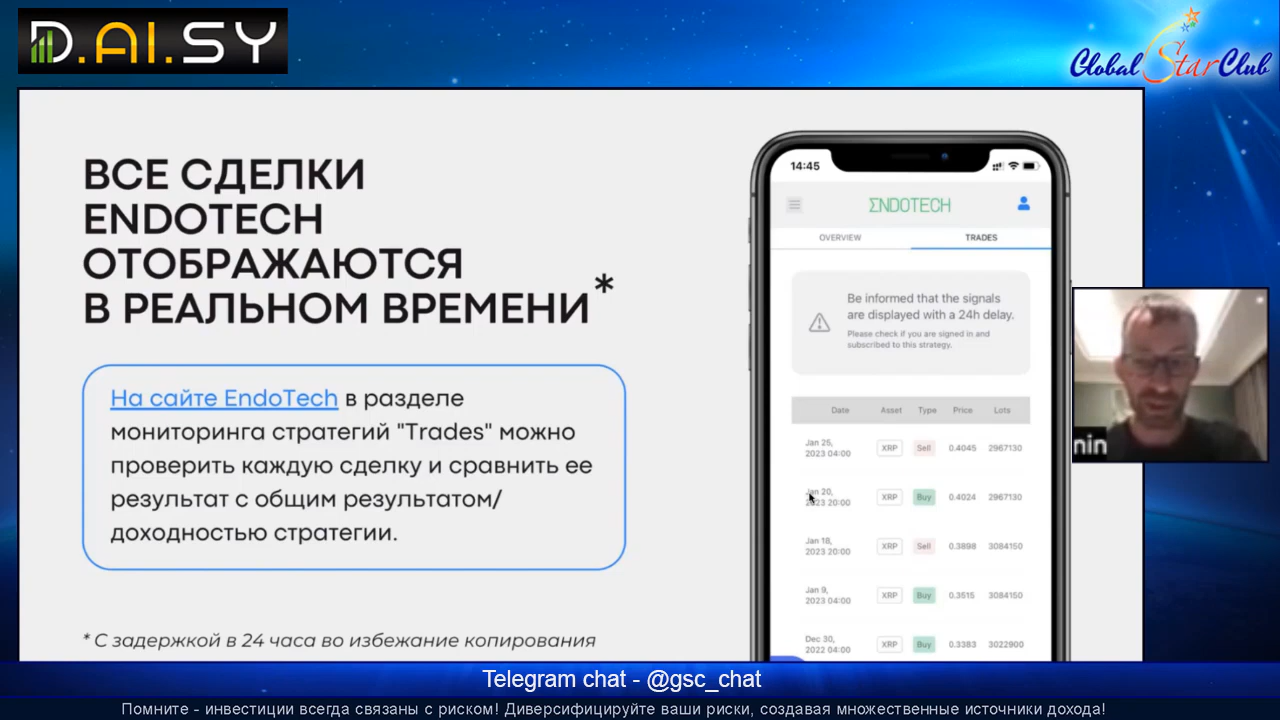 D.AI.SY
Global Star Club
ВСЕ СДЕЛКИ
ENDOTECH
ОТОБРАЖАЮТСЯ
В РЕАЛЬНОМ ВРЕМЕНИ*
На сайте EndoTech в разделе
мониторинга стратегий "Trades" можно
проверить каждую сделку и сравнить ее
результат с общим результатом/
доходностью стратегии.
* С задержкой в 24 часа во избежание копирования
14:45
ΣNDOTECH
OVERVIEW TRADES
Be informed that the signals
are displayed with a 24h delay.
Please check if you are signed in and
subscribed to this strategy.
Date Asset Type Price Lots
Jan 25,
2023 04:00 XRP Sell 0.4045 2967130
Jan 20,
2023 20:00 XRP Buy 0.4024 2967130
Jan 18,
2023 20:00 XRP Sell 0.3898 3084150
Jan 9,
2023 04:00 XRP Buy 0.3515 3084150
Dec 30,
2022 04:00 XRP Buy 0.3383 3022900
nin
Telegram chat - @gsc_chat
Помните - инвестиции всегда связаны с риском! Диверсифицируйте ваши риски, создавая множественные источники дохода!